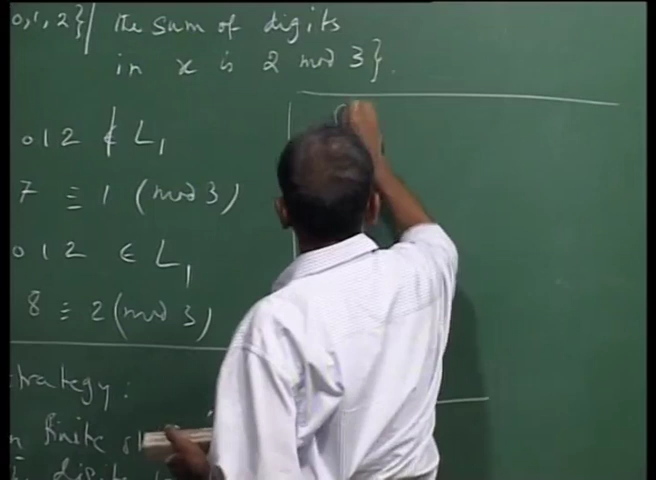 0,1,2}| the sum of digits
in x is 2 mod 3}.
012 ∉ L₁
7 ≡ 1 (mod 3)
012 ∈ L₁
8 ≡ 2 (mod 3)
trategy:
n finite
digits